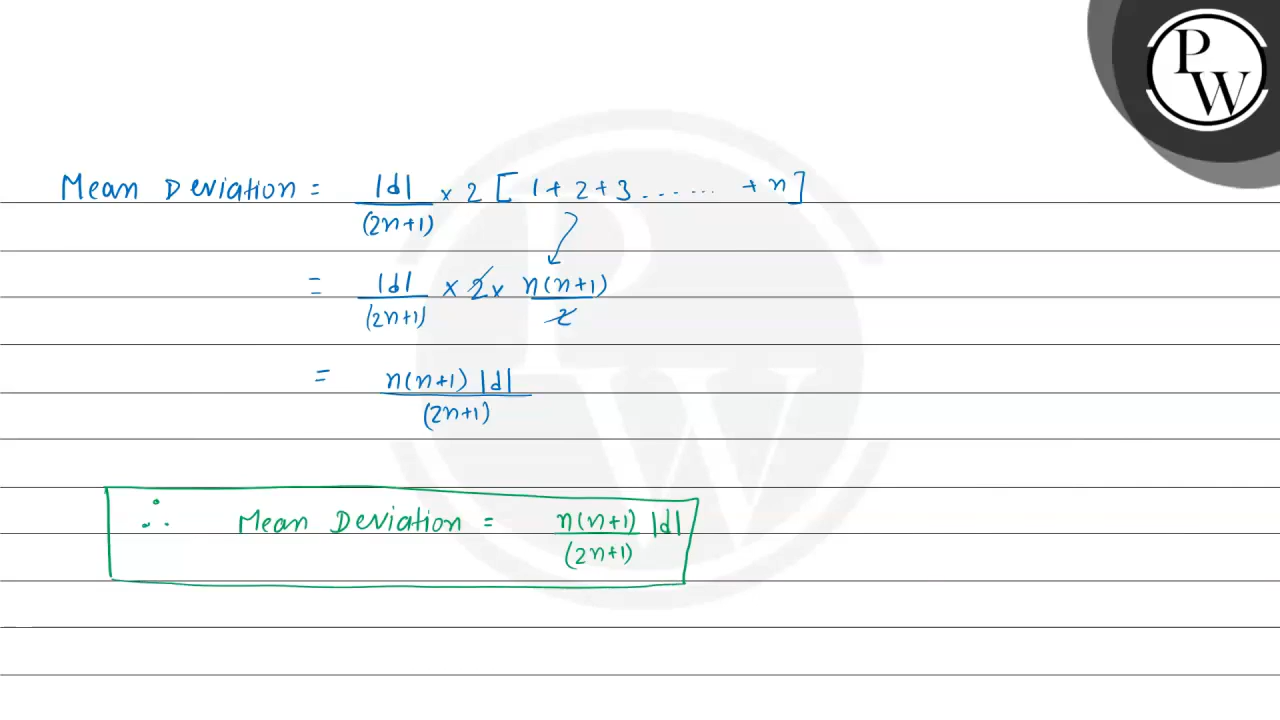 PW
Mean Deviation = |d|/(2n+1) × 2 [ 1 + 2 + 3 ........... + n ]
= |d|/(2n+1) × 2 × n(n+1)/2
= n(n+1) |d|/(2n+1)
∴ Mean Deviation = n(n+1)/(2n+1) |d|